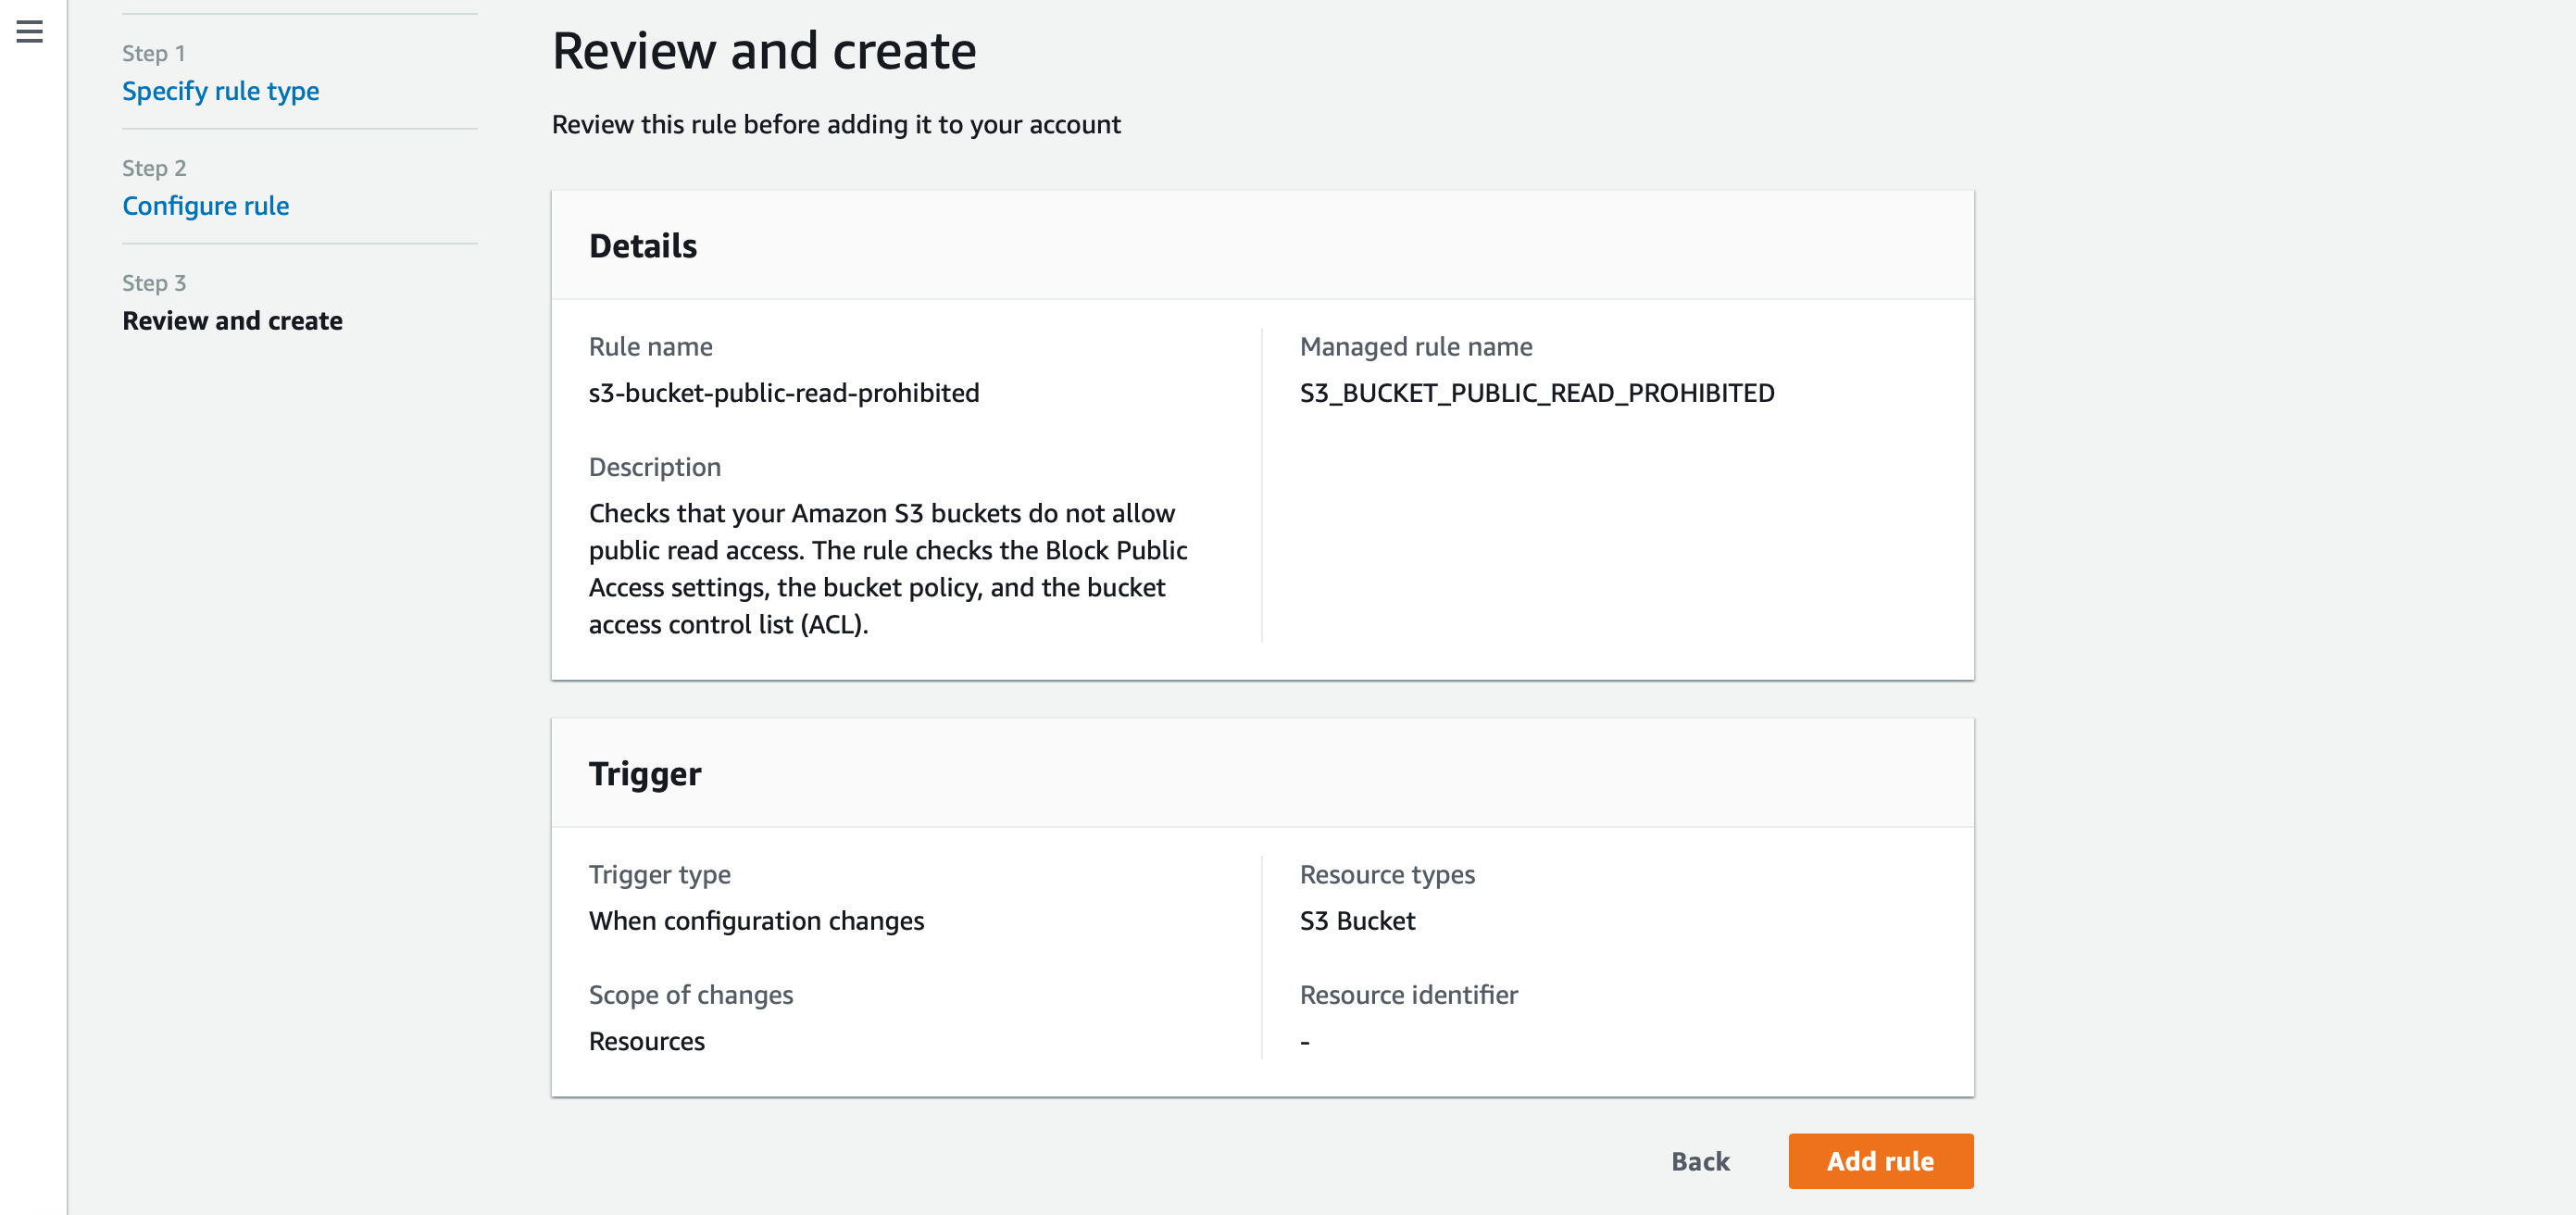 Step 1
Specify rule type
Step 2
Configure rule
Step 3
Review and create
Review and create
Review this rule before adding it to your account
Details
Rule name
s3-bucket-public-read-prohibited
Description
Checks that your Amazon S3 buckets do not allow
public read access. The rule checks the Block Public
Access settings, the bucket policy, and the bucket
access control list (ACL).
Managed rule name
S3_BUCKET_PUBLIC_READ_PROHIBITED
Trigger
Trigger type
When configuration changes
Scope of changes
Resources
Resource types
S3 Bucket
Resource identifier
-
Back
Add rule